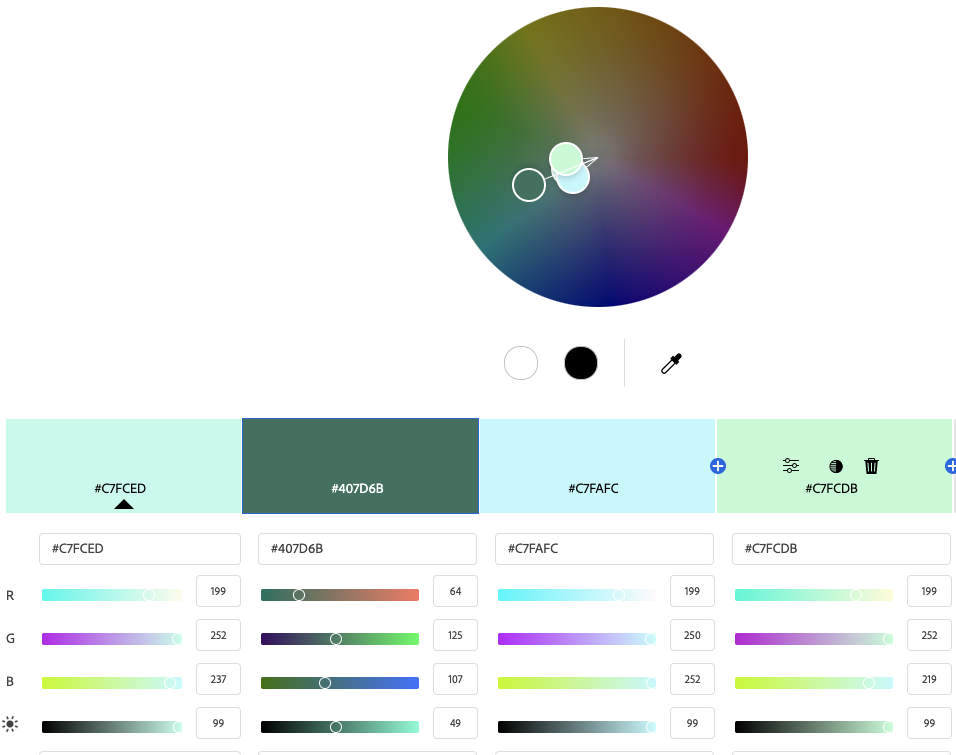 #C7FCED #407D6B #C7FAFC #C7FCDB
#C7FCED #407D6B #C7FAFC #C7FCDB
R 199 64 199 199
G 252 125 250 252
B 237 107 252 219
99 49 99 99